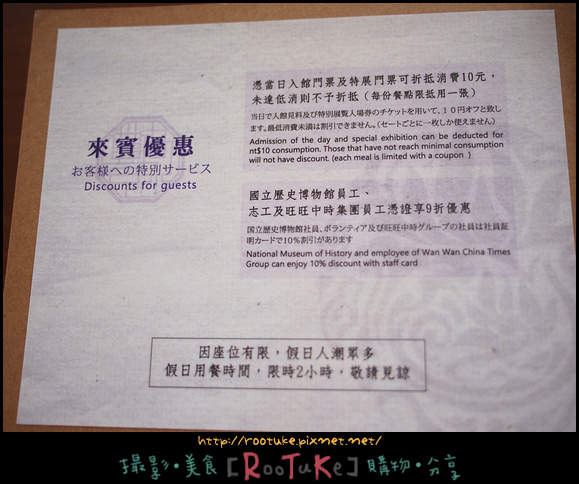 來賓優惠
お客様への特別サービス
Discounts for guests
憑當日入館門票及特展門票可折抵消費10元，
未達低消則不予折抵（每份餐點限抵用一張）
当日で入館見料及び特別展覧入場券のチケットを用いて、１０円オフと致し
ます。最低消費未満は割引できません。（セートごとに一枚しか使えません）
Admission of the day and special exhibition can be deducted for
nt$10 consumption. Those that have not reach minimal consumption
will not have discount. (each meal is limited with a coupon )
國立歷史博物館員工、
志工及旺旺中時集團員工憑證享9折優惠
国立歴史博物館社員、ボランティア及び旺旺中時グループの社員は社員証
明カードで10％割引があります
National Museum of History and employee of Wan Wan China Times
Group can enjoy 10% discount with staff card
因座位有限，假日人潮眾多
假日用餐時間，限時2小時，敬請見諒
http://rootuke.pixnet.net/
攝影•美食[RooTuKe]購物•分享